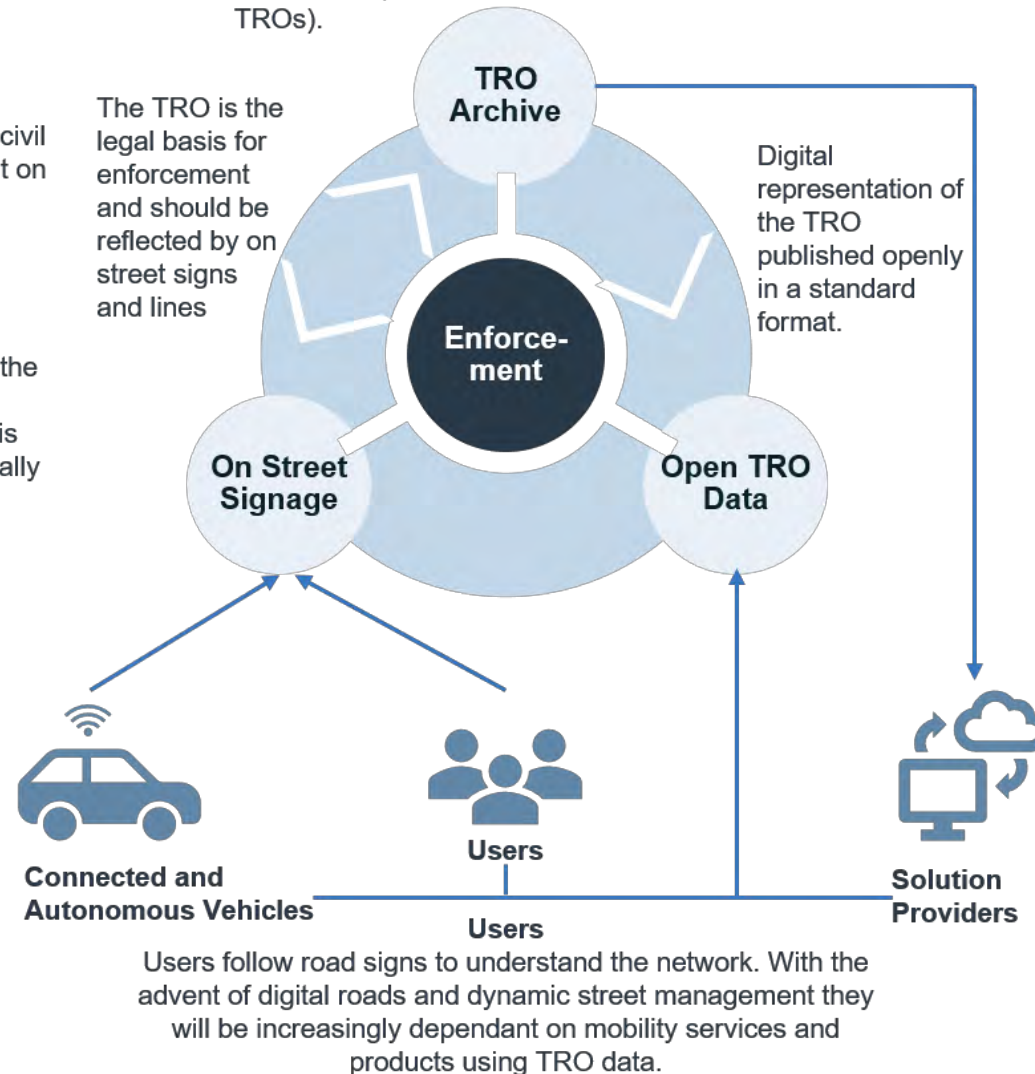 TROs).
TRO
Archive
The TRO is the
legal basis for
enforcement
and should be
reflected by on
street signs
and lines
civil
t on
the
is
ally
Digital
representation of
the TRO
published openly
in a standard
format.
Enforce-
ment
On Street
Signage
Open TRO
Data
Users
Connected and
Autonomous Vehicles
Solution
Providers
Users
Users follow road signs to understand the network. With the
advent of digital roads and dynamic street management they
will be increasingly dependant on mobility services and
products using TRO data.